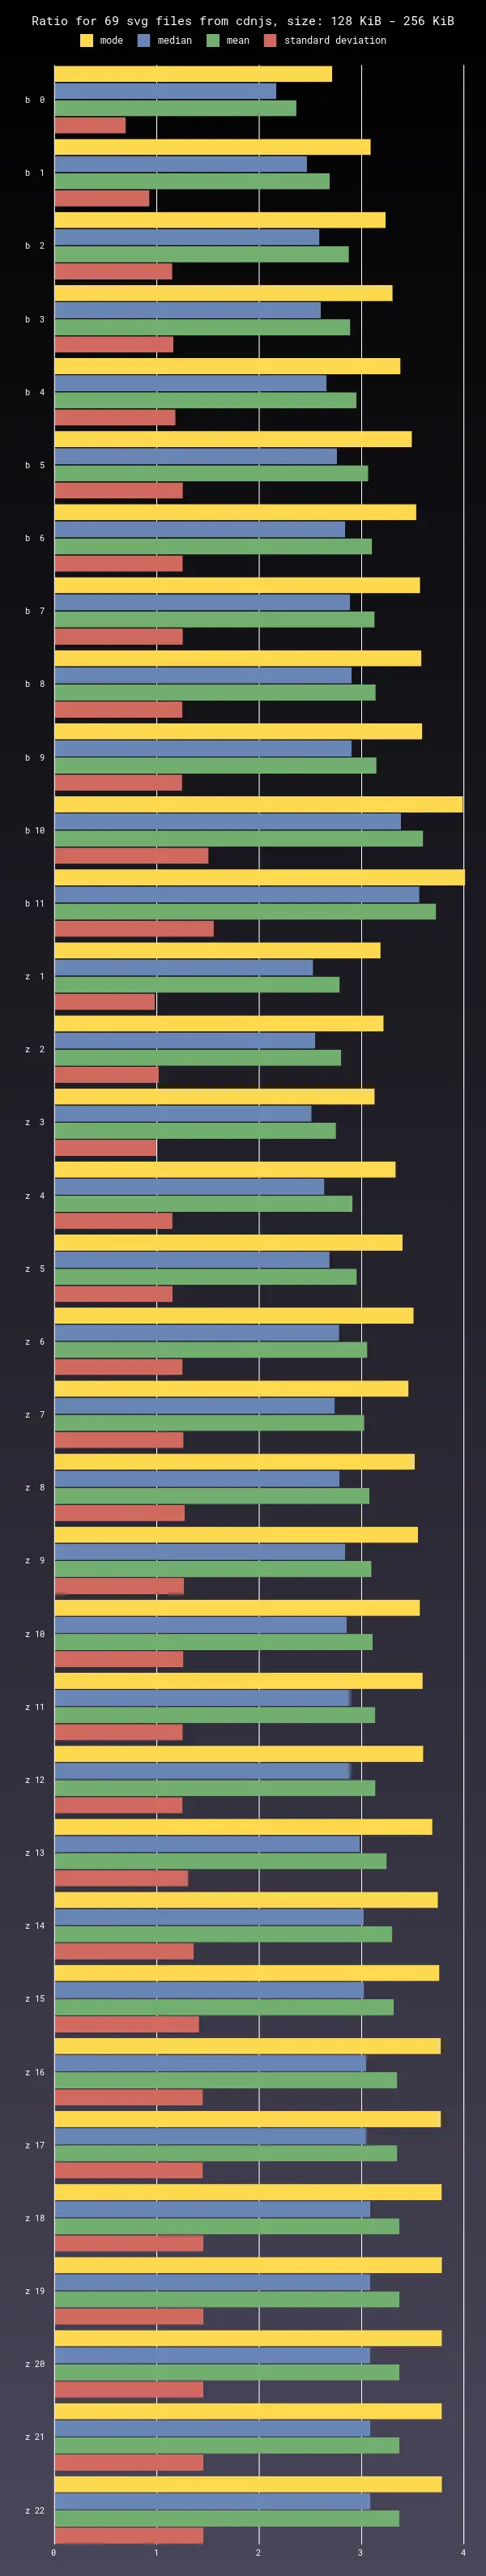 Ratio for 69 svg files from cdnjs, size: 128 KiB - 256 KiB
mode median mean standard deviation
b 0
b 1
b 2
b 3
b 4
b 5
b 6
b 7
b 8
b 9
b 10
b 11
z 1
z 2
z 3
z 4
z 5
z 6
z 7
z 8
z 9
z 10
z 11
z 12
z 13
z 14
z 15
z 16
z 17
z 18
z 19
z 20
z 21
z 22
0 1 2 3 4